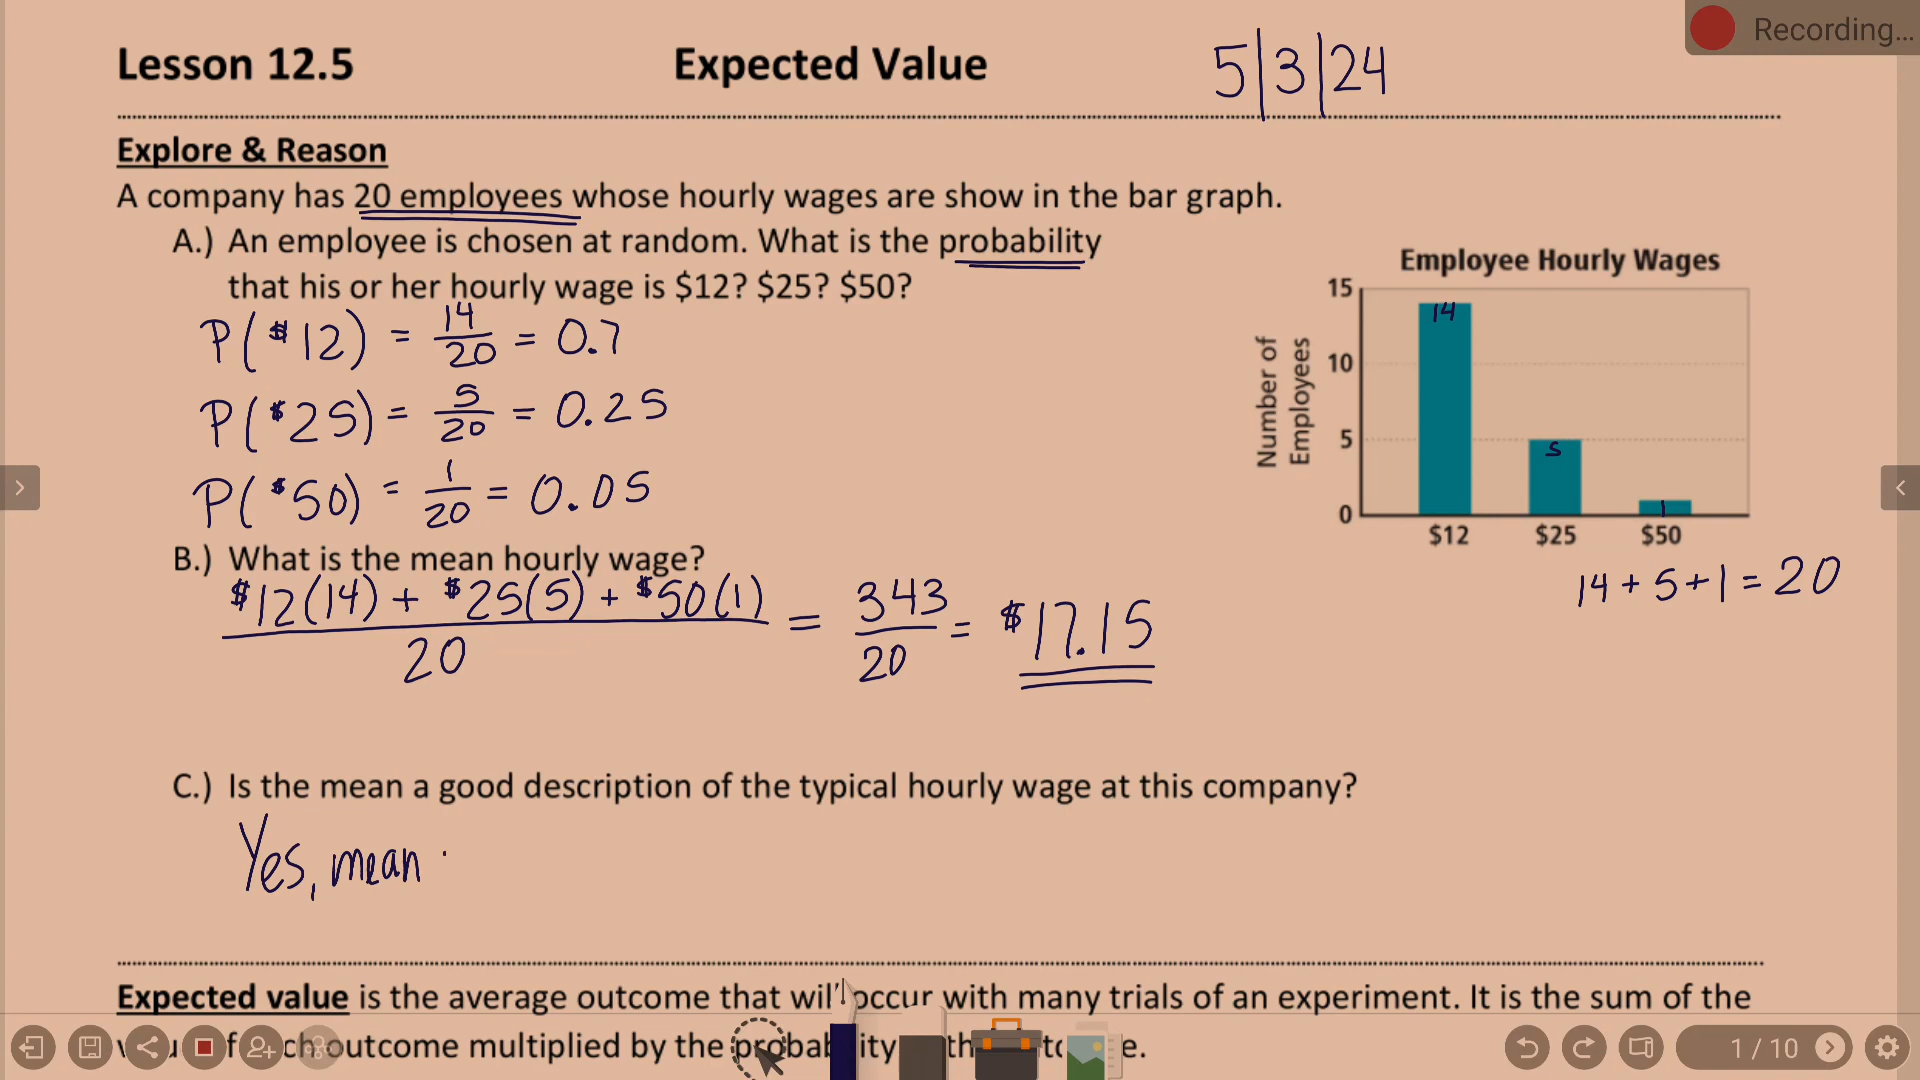 Recording...
Lesson 12.5 Expected Value 5|3|24
Explore & Reason
A company has 20 employees whose hourly wages are show in the bar graph.
A.) An employee is chosen at random. What is the probability
that his or her hourly wage is $12? $25? $50?
P($12) = 14/20 = 0.7
P($25) = 5/20 = 0.25
P($50) = 1/20 = 0.05
Employee Hourly Wages
Number of
Employees
15
10
5
0
14
5
1
$12 $25 $50
14 + 5 + 1 = 20
B.) What is the mean hourly wage?
$12(14) + $25(5) + $50(1)
20
= 343/20 = $17.15
C.) Is the mean a good description of the typical hourly wage at this company?
Yes, mean
Expected value is the average outcome that will occur with many trials of an experiment. It is the sum of the
outcome multiplied by the
1 / 10